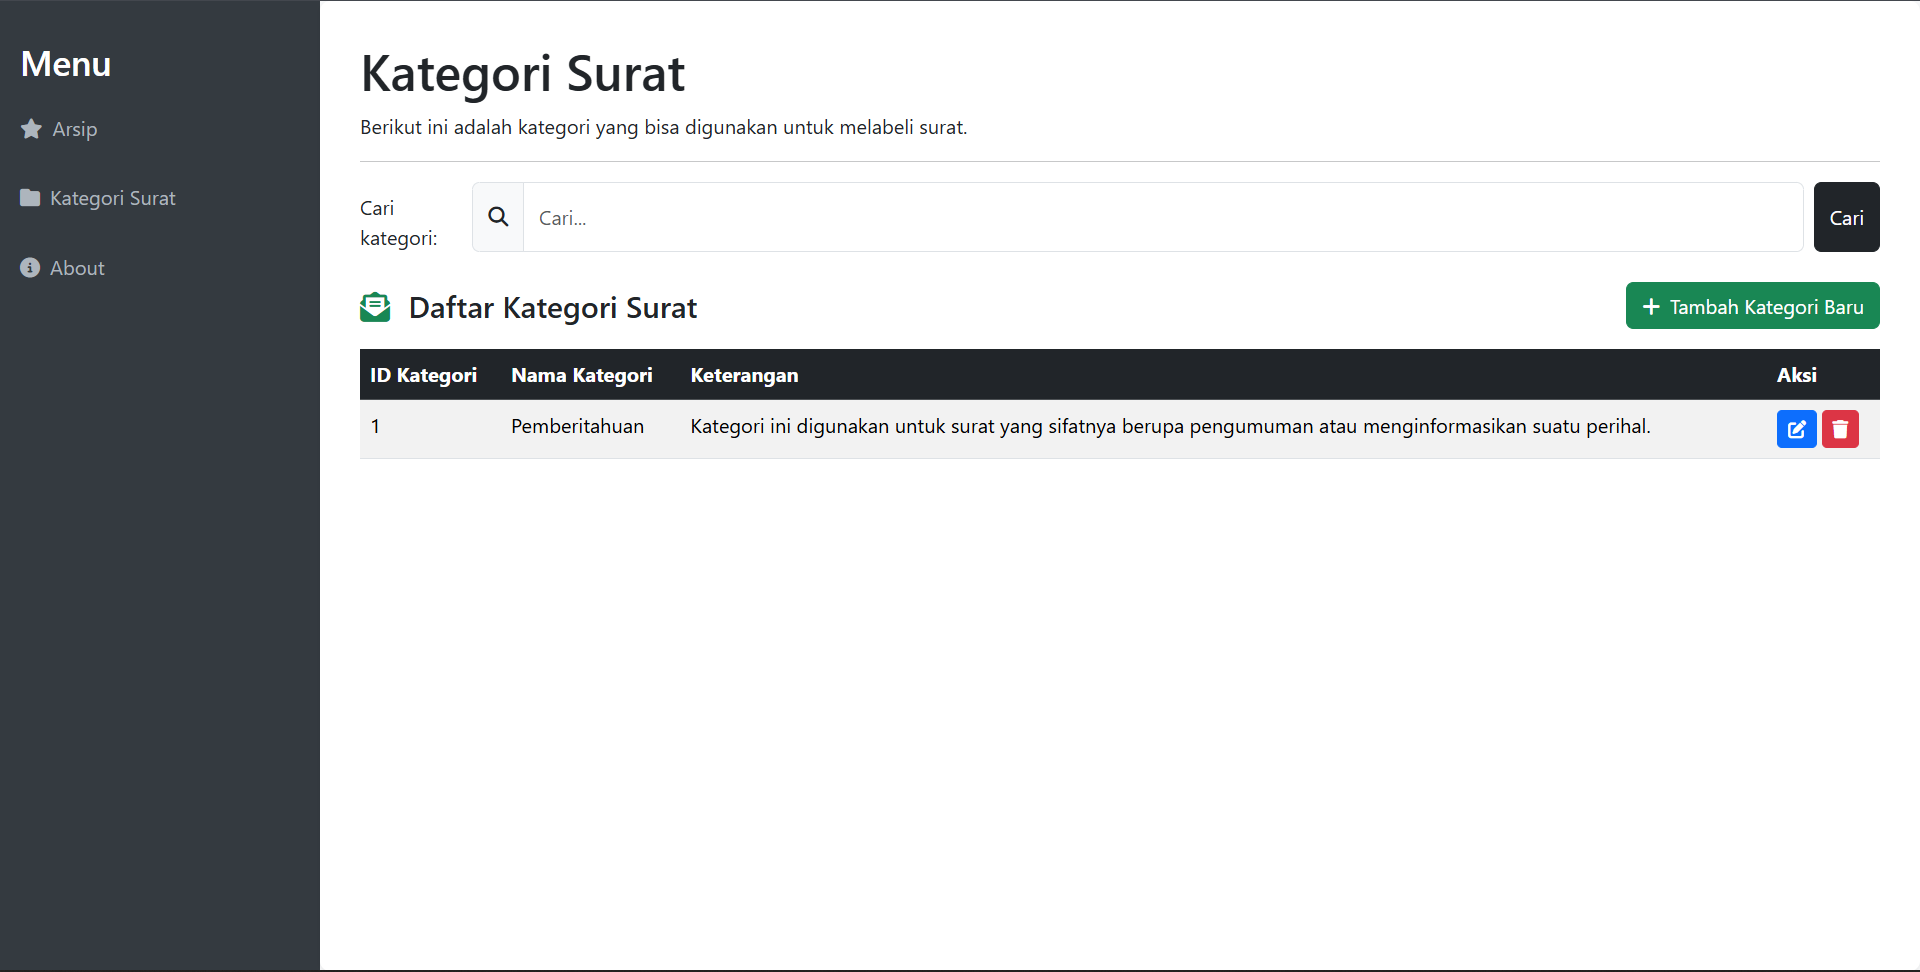 Menu
Arsip
Kategori Surat
About
Kategori Surat
Berikut ini adalah kategori yang bisa digunakan untuk melabeli surat.
Cari
kategori:
Cari...
Cari
Daftar Kategori Surat
Tambah Kategori Baru
ID Kategori Nama Kategori Keterangan Aksi
1 Pemberitahuan Kategori ini digunakan untuk surat yang sifatnya berupa pengumuman atau menginformasikan suatu perihal.